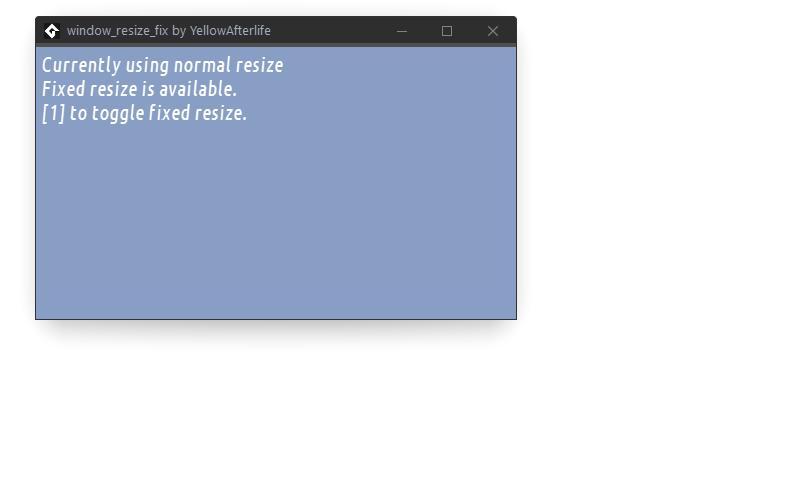 window_resize_fix by YellowAfterlife
Currently using normal resize
Fixed resize is available.
[1] to toggle fixed resize.